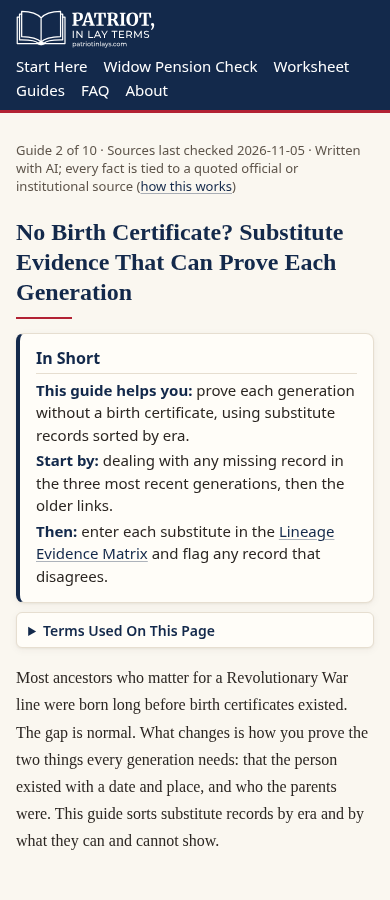 PATRIOT,
IN LAY TERMS
patriotinlays.com
Start Here Widow Pension Check Worksheet
Guides FAQ About
Guide 2 of 10 · Sources last checked 2026-11-05 · Written
with AI; every fact is tied to a quoted official or
institutional source (how this works)
No Birth Certificate? Substitute
Evidence That Can Prove Each
Generation
In Short
This guide helps you: prove each generation
without a birth certificate, using substitute
records sorted by era.
Start by: dealing with any missing record in
the three most recent generations, then the
older links.
Then: enter each substitute in the Lineage
Evidence Matrix and flag any record that
disagrees.
Terms Used On This Page
Most ancestors who matter for a Revolutionary War
line were born long before birth certificates existed.
The gap is normal. What changes is how you prove the
two things every generation needs: that the person
existed with a date and place, and who the parents
were. This guide sorts substitute records by era and by
what they can and cannot show.